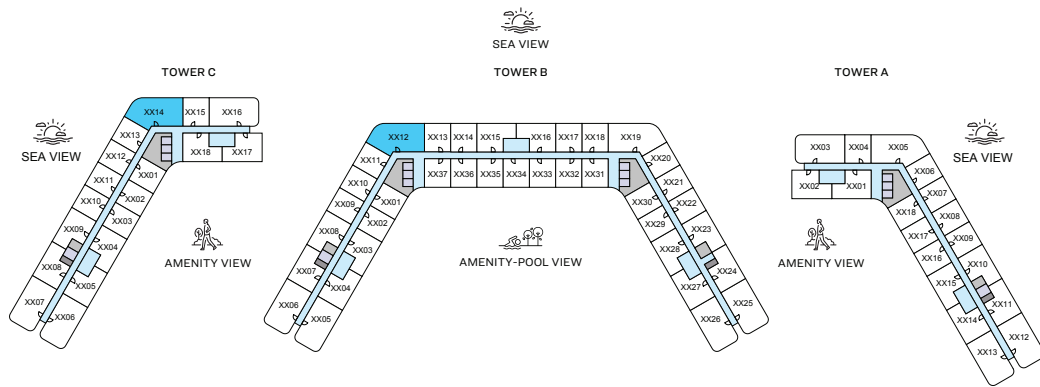 SEA VIEW
TOWER C
XX14
XX15
XX16
XX13
XX12
XX11
XX10
XX09
XX08
XX07
XX06
XX05
XX04
XX03
XX02
XX01
XX18
XX17
SEA VIEW
AMENITY VIEW
TOWER B
XX12
XX13
XX14
XX15
XX16
XX17
XX18
XX19
XX11
XX10
XX09
XX08
XX07
XX06
XX05
XX04
XX03
XX02
XX01
XX37
XX36
XX35
XX34
XX33
XX32
XX31
XX20
XX21
XX22
XX23
XX24
XX25
XX26
XX27
XX28
XX29
XX30
AMENITY-POOL VIEW
TOWER A
XX03
XX04
XX05
XX02
XX01
XX06
XX07
XX08
XX09
XX10
XX11
XX12
XX13
XX14
XX15
XX16
XX17
XX18
SEA VIEW
AMENITY VIEW